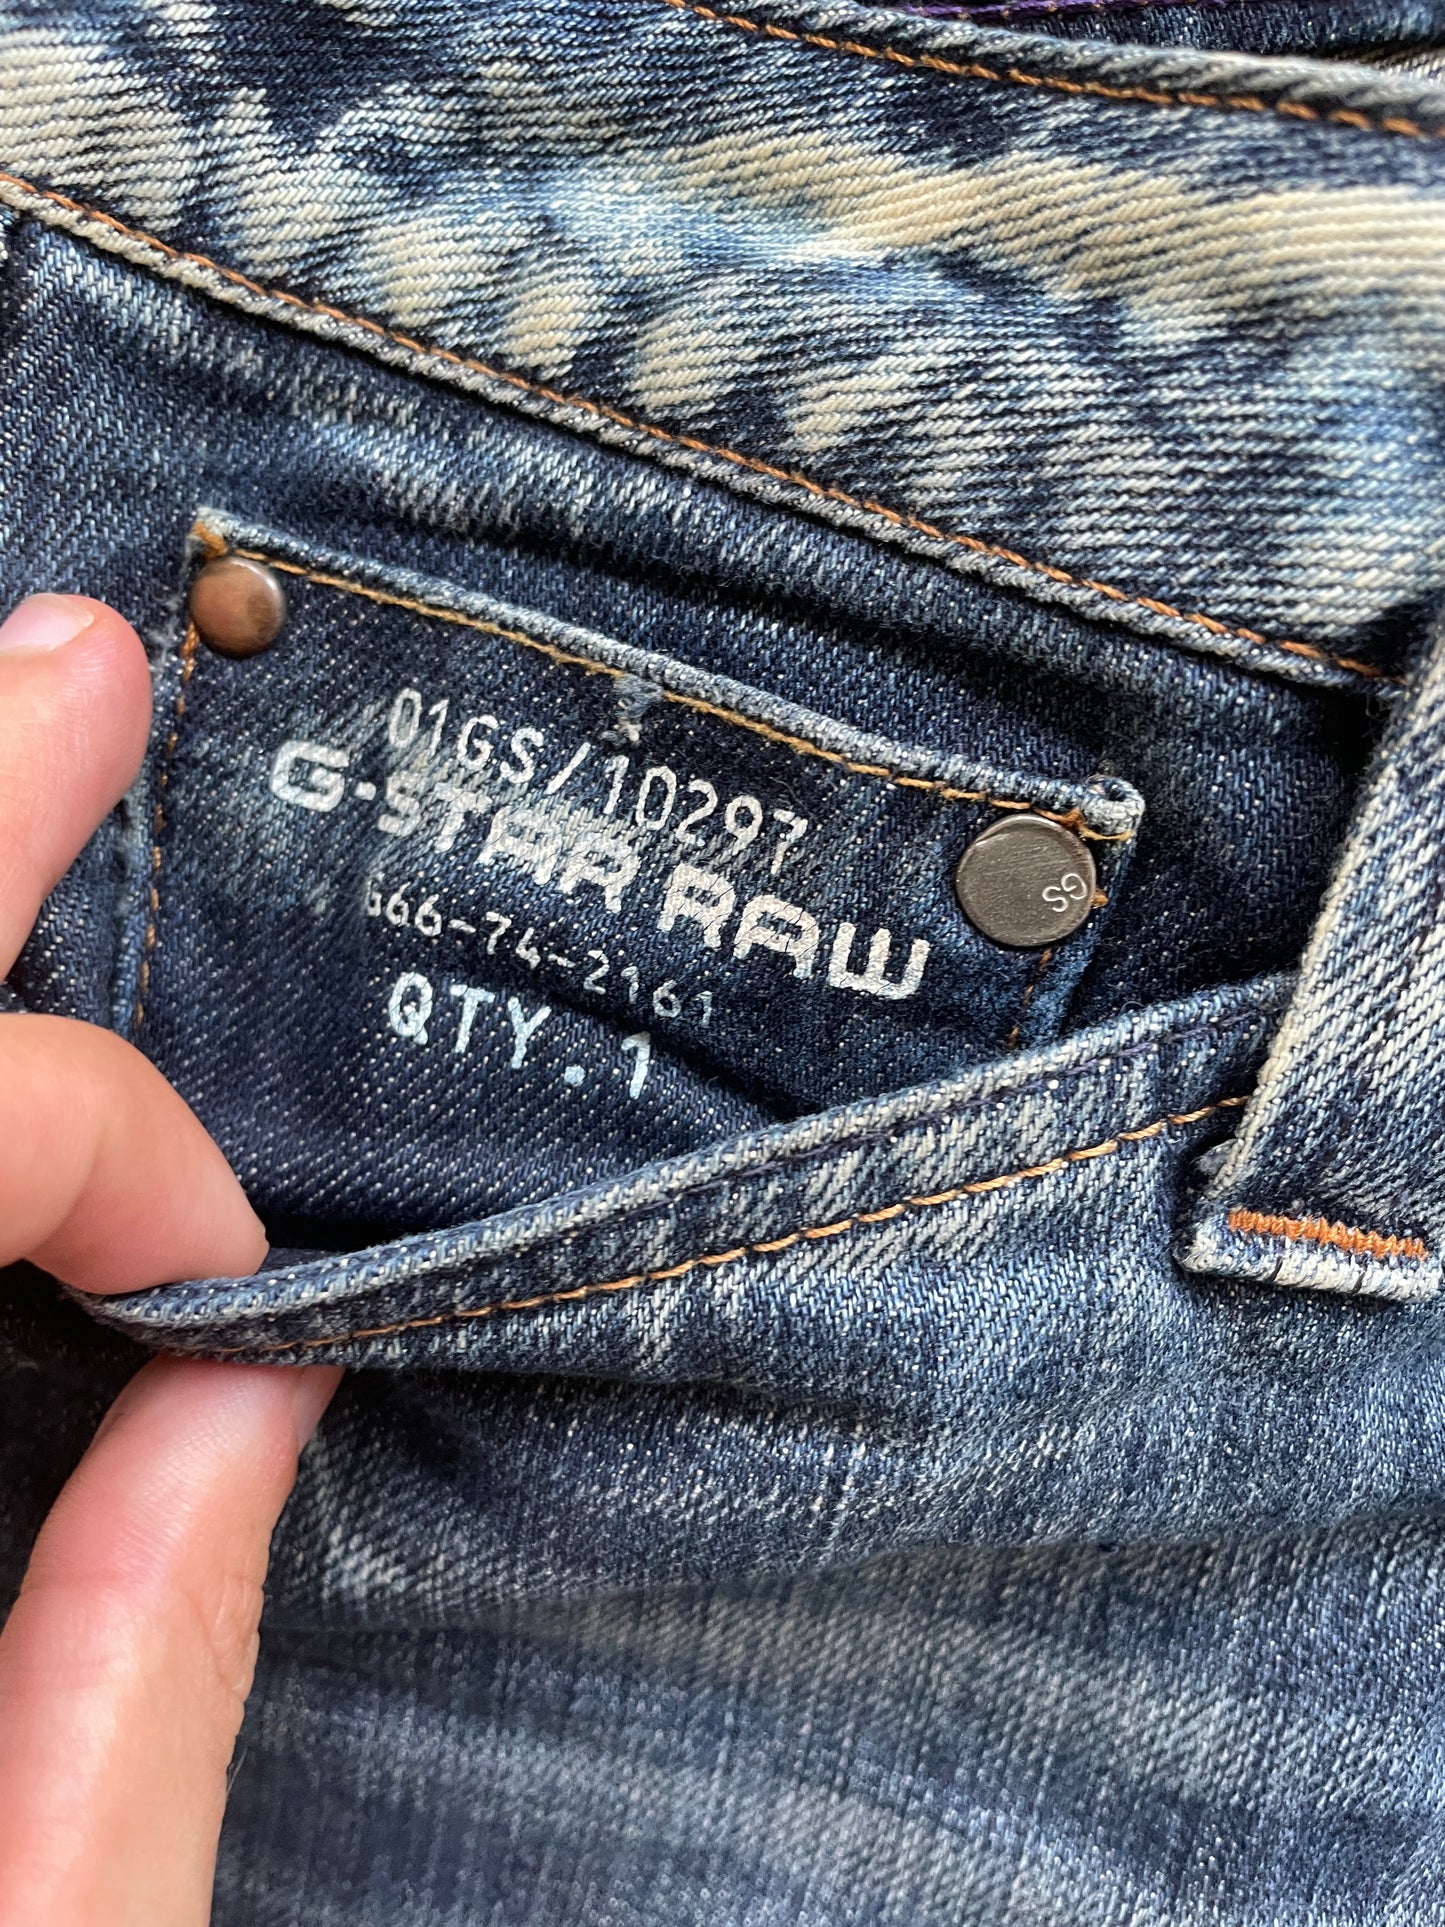 01GS/10297
G-STAR RAW
666-74-2161
QTY.1
GS